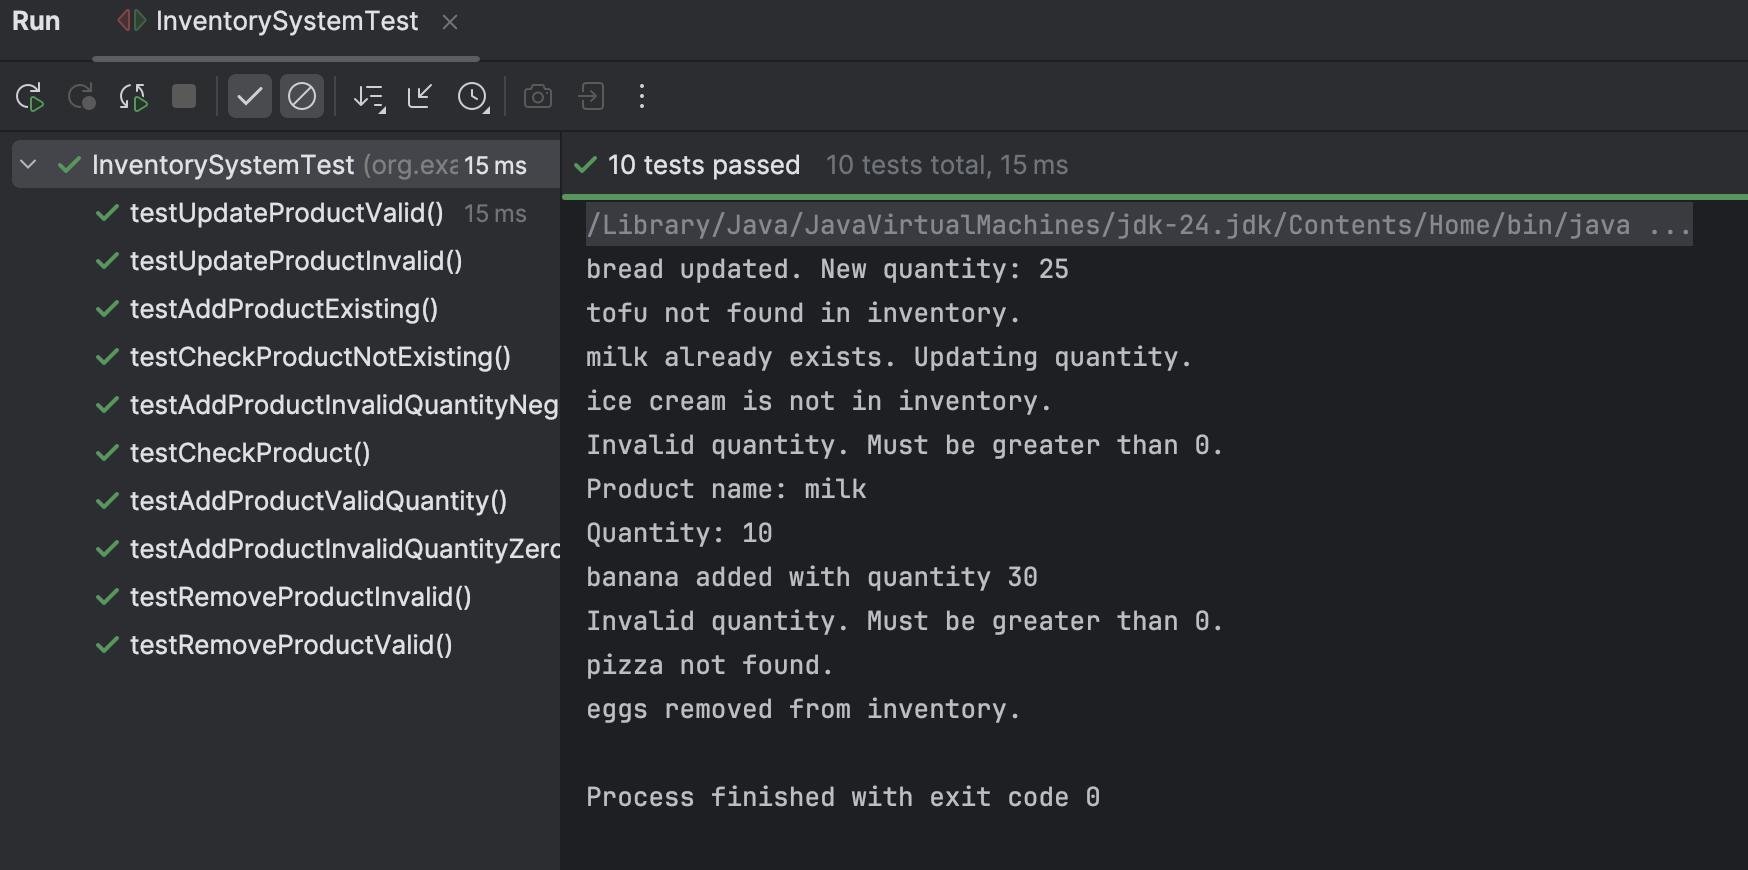 Run InventorySystemTest
InventorySystemTest (org.exa 15 ms
testUpdateProductValid() 15 ms
testUpdateProductInvalid()
testAddProductExisting()
testCheckProductNotExisting()
testAddProductInvalidQuantityNeg
testCheckProduct()
testAddProductValidQuantity()
testAddProductInvalidQuantityZero
testRemoveProductInvalid()
testRemoveProductValid()
10 tests passed 10 tests total, 15 ms
/Library/Java/JavaVirtualMachines/jdk-24.jdk/Contents/Home/bin/java ...
bread updated. New quantity: 25
tofu not found in inventory.
milk already exists. Updating quantity.
ice cream is not in inventory.
Invalid quantity. Must be greater than 0.
Product name: milk
Quantity: 10
banana added with quantity 30
Invalid quantity. Must be greater than 0.
pizza not found.
eggs removed from inventory.
Process finished with exit code 0